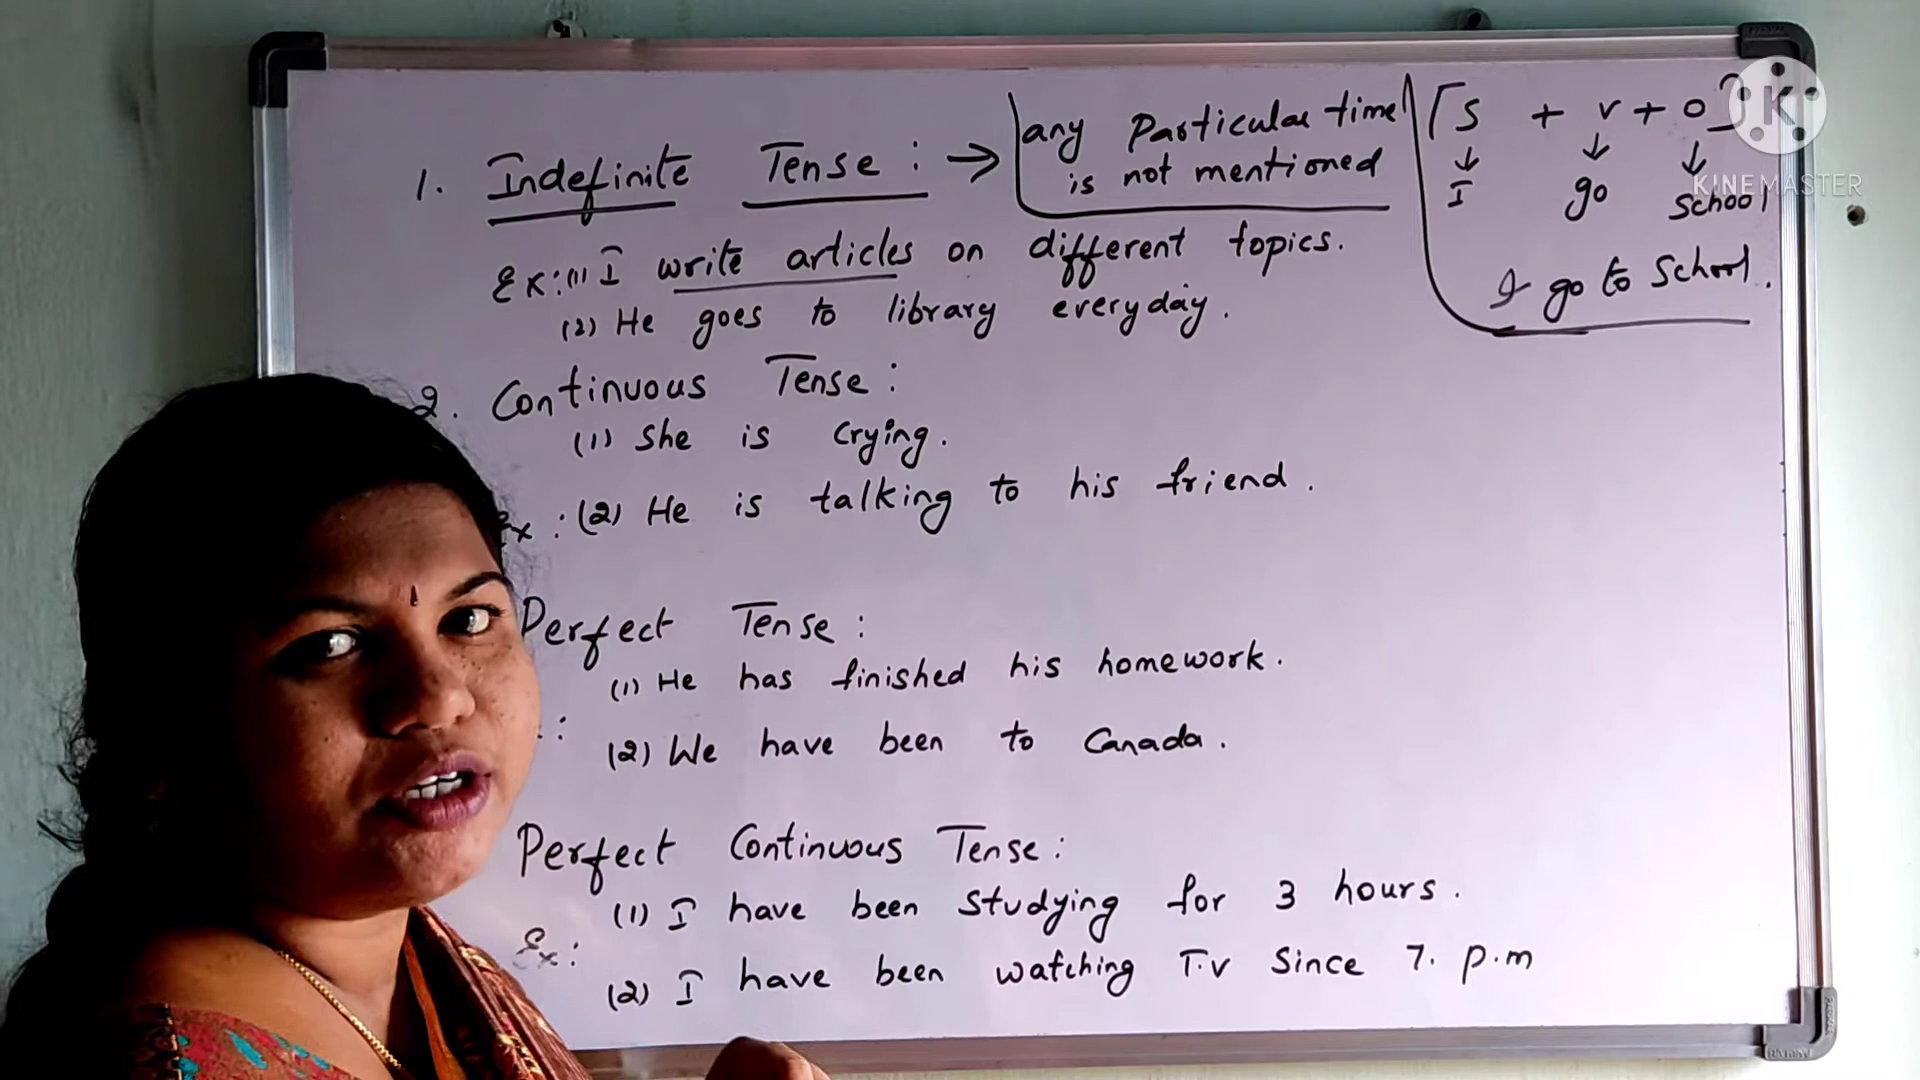 1. Indefinite Tense : → any Particular time
is not mentioned
Ex: (1) I write articles on different topics.
(2) He goes to library everyday.
[S + V + O]
↓ ↓ ↓
I go School
I go to School.
2. Continuous Tense :
(1) She is crying.
Ex : (2) He is talking to his friend.
Perfect Tense :
(1) He has finished his homework.
:
(2) We have been to Canada.
Perfect Continuous Tense :
(1) I have been studying for 3 hours.
Ex :
(2) I have been watching T.V Since 7. p.m
K
KINEMASTER